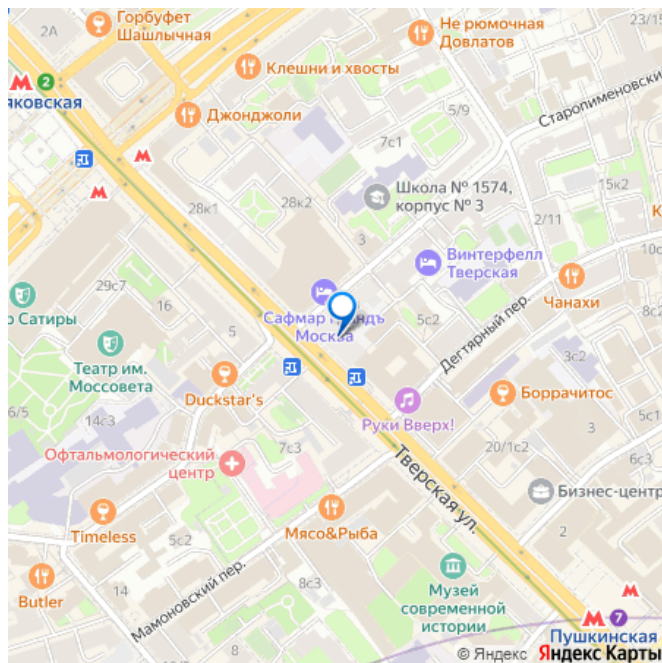 Горбуфет
Шашлычная
2А
Не рюмочная
Довлатов
Клешни и хвосты
М 2
яковская
Джонджоли
5/9
Старопименовски
7с1
М
М
Школа № 1574,
корпус № 3
15к2
28к2
28к1
2/11
К
3
10с
Винтерфелл
Тверская
29с7
Чанахи
16
о Сатиры
Сафмар Грандъ
Москва
5с2
5
Дегтярный пер.
3с2
Театр им.
Моссовета
Duckstar's
Боррачитос
6/5
14с3
Руки Вверх!
3
5с1
7с3
20/1с2
6с3
Офтальмологический
центр
Тверская ул.
Бизнес-центр
Timeless
Мясо&Рыба
2
5с2
Butler
14
8с3
Мамоновский пер.
Музей
современной
истории
М
М 7
Пушкинская
© Яндекс Яндекс Карты